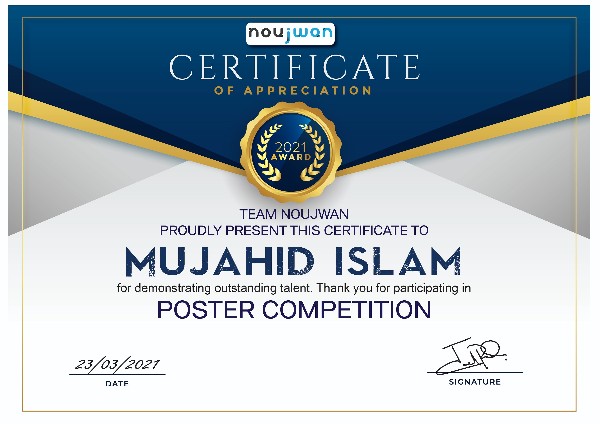 noujwan
CERTIFICATE
OF APPRECIATION
2021
AWARD
TEAM NOUJWAN
PROUDLY PRESENT THIS CERTIFICATE TO
MUJAHID ISLAM
for demonstrating outstanding talent. Thank you for participating in
POSTER COMPETITION
23/03/2021
DATE
SIGNATURE